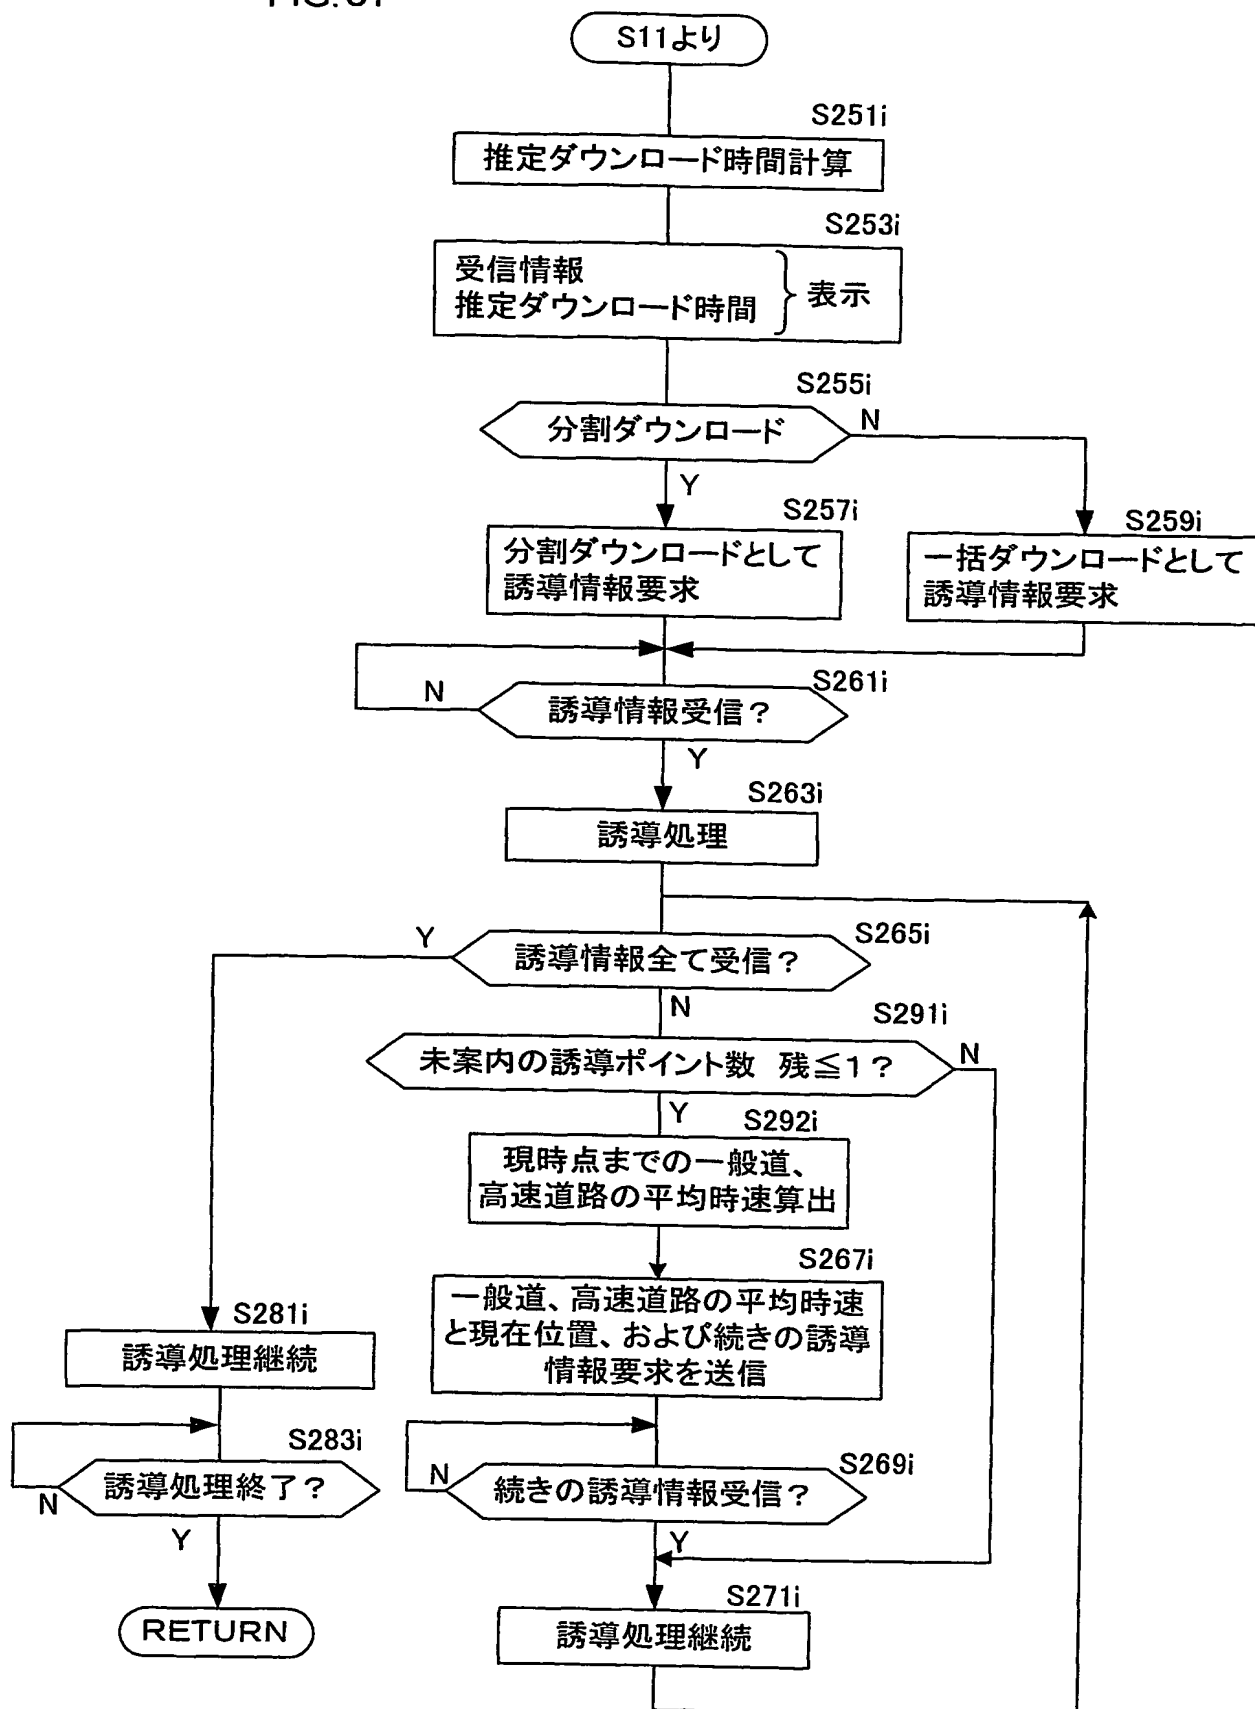 S11より
S251i
推定ダウンロード時間計算
S253i
受信情報
推定ダウンロード時間
表示
S255i
分割ダウンロード
N
Y
S257i
分割ダウンロードとして
誘導情報要求
S259i
一括ダウンロードとして
誘導情報要求
S261i
N
誘導情報受信?
Y
S263i
誘導処理
Y
S265i
誘導情報全て受信?
N
S291i
未案内の誘導ポイント数 残≦1?
N
Y
S292i
現時点までの一般道、
高速道路の平均時速算出
S267i
一般道、高速道路の平均時速
と現在位置、および続きの誘導
情報要求を送信
S281i
誘導処理継続
S283i
誘導処理終了?
N
Y
RETURN
S269i
N
続きの誘導情報受信?
Y
S271i
誘導処理継続